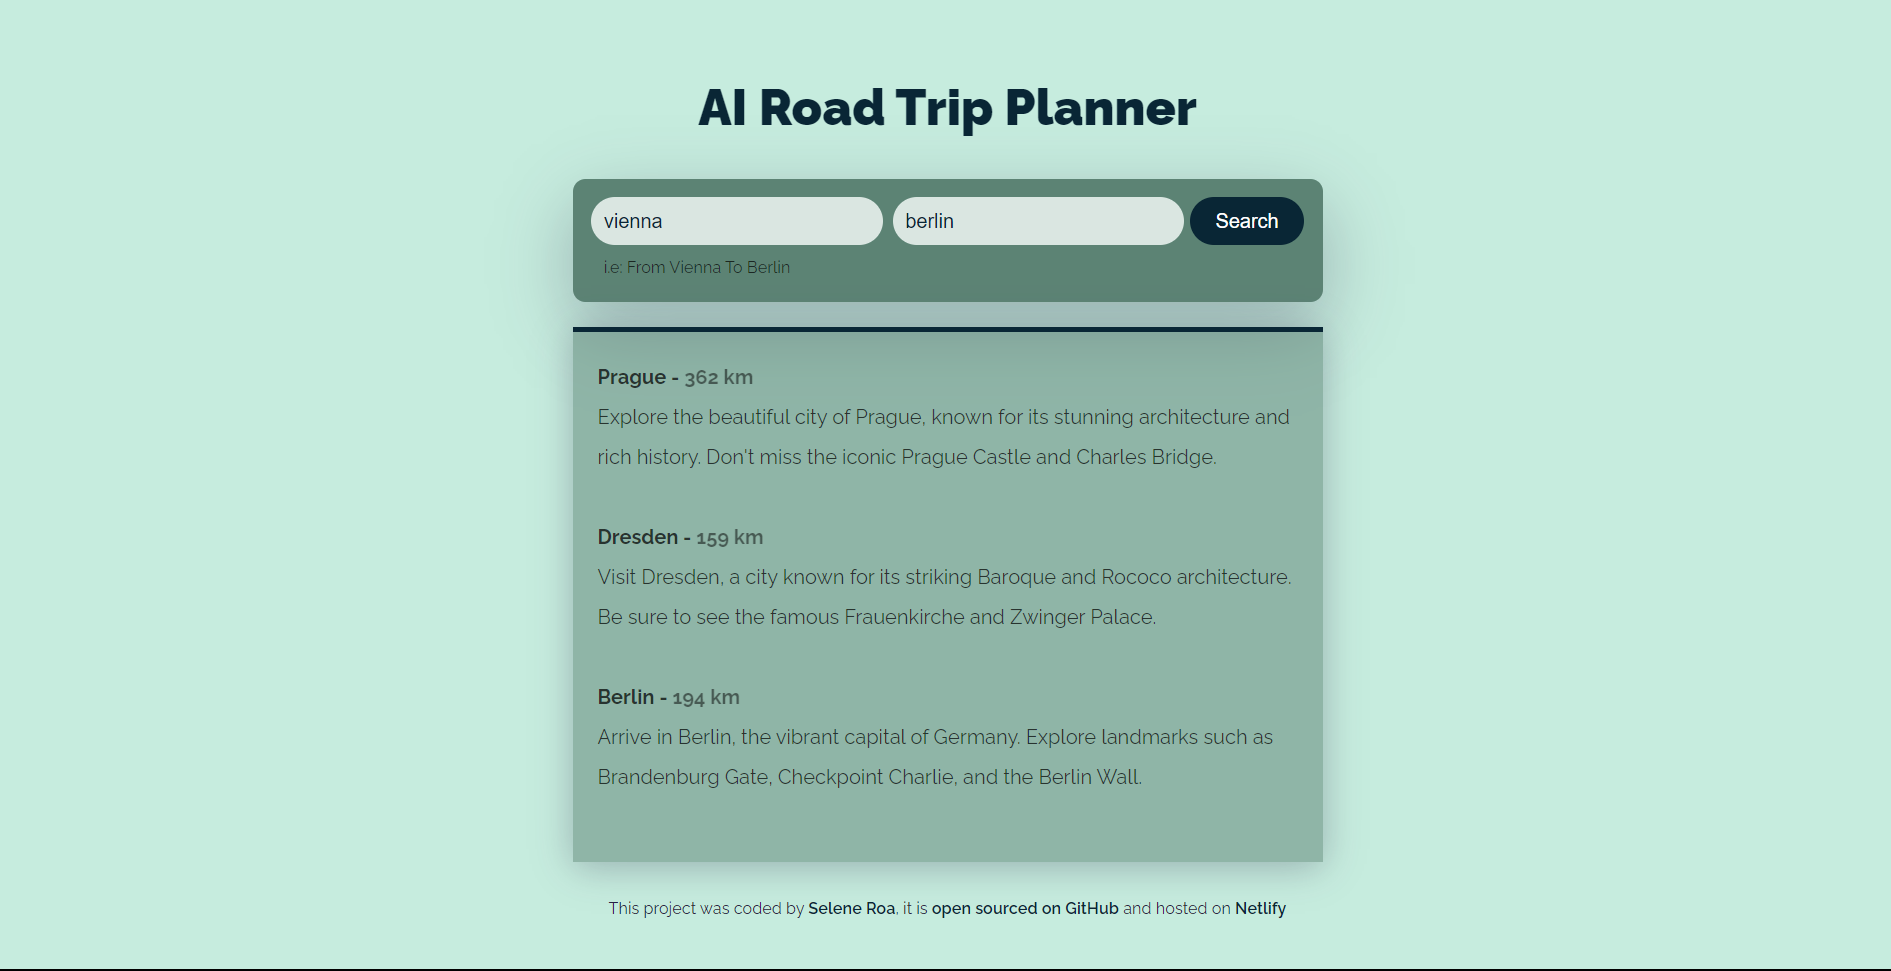 AI Road Trip Planner
vienna
berlin
Search
i.e: From Vienna To Berlin
Prague - 362 km
Explore the beautiful city of Prague, known for its stunning architecture and
rich history. Don't miss the iconic Prague Castle and Charles Bridge.
Dresden - 159 km
Visit Dresden, a city known for its striking Baroque and Rococo architecture.
Be sure to see the famous Frauenkirche and Zwinger Palace.
Berlin - 194 km
Arrive in Berlin, the vibrant capital of Germany. Explore landmarks such as
Brandenburg Gate, Checkpoint Charlie, and the Berlin Wall.
This project was coded by Selene Roa, it is open sourced on GitHub and hosted on Netlify